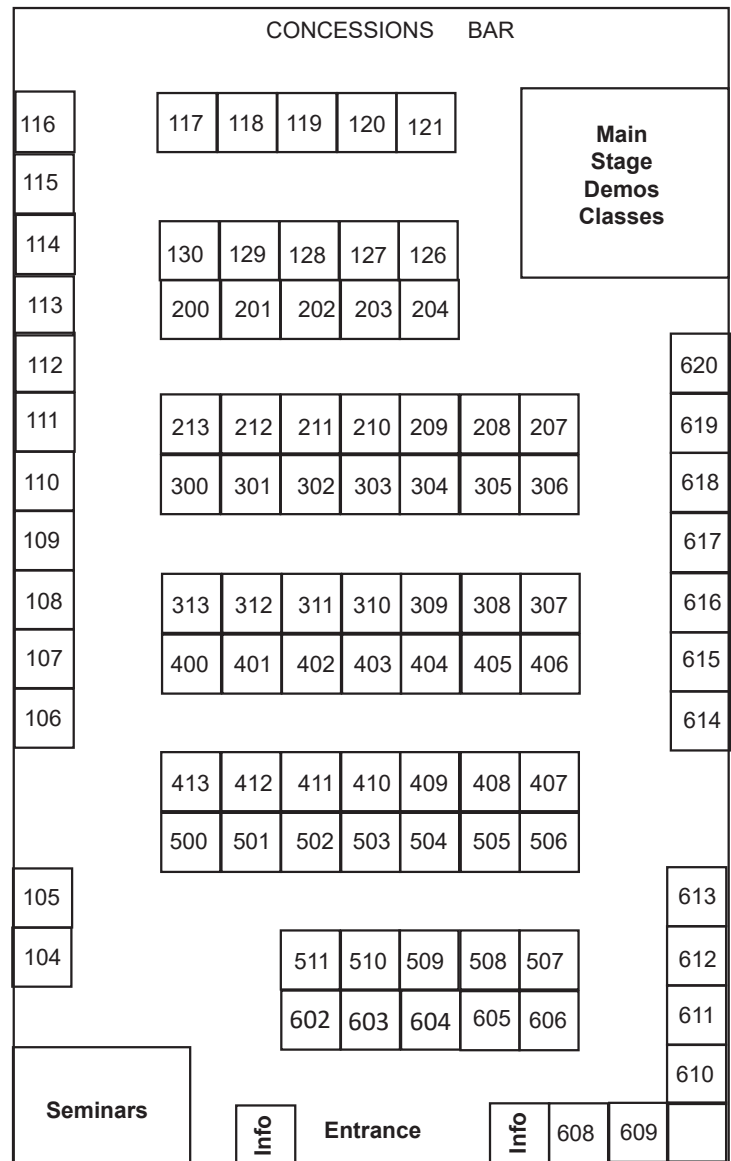 CONCESSIONS BAR
116 117 118 119 120 121
Main
Stage
Demos
Classes
115
114 130 129 128 127 126
113 200 201 202 203 204
112 620
111 213 212 211 210 209 208 207 619
110 300 301 302 303 304 305 306 618
109 617
108 313 312 311 310 309 308 307 616
107 400 401 402 403 404 405 406 615
106 614
413 412 411 410 409 408 407
500 501 502 503 504 505 506
105 613
104 511 510 509 508 507 612
602 603 604 605 606 611
610
Seminars Info Entrance Info 608 609